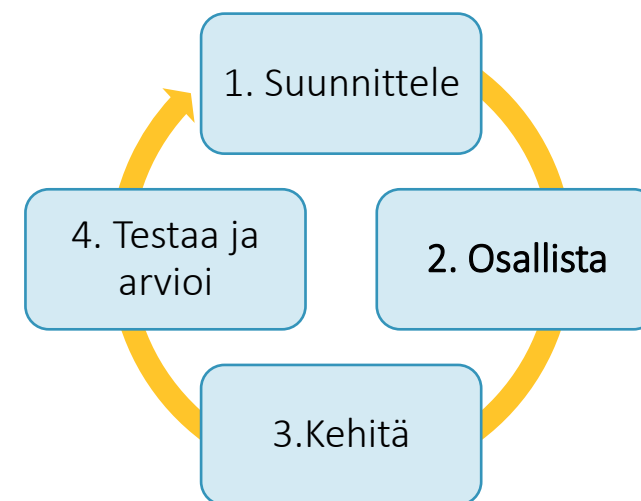 1. Suunnittele
2. Osallista
3.Kehitä
4. Testaa ja
arvioi